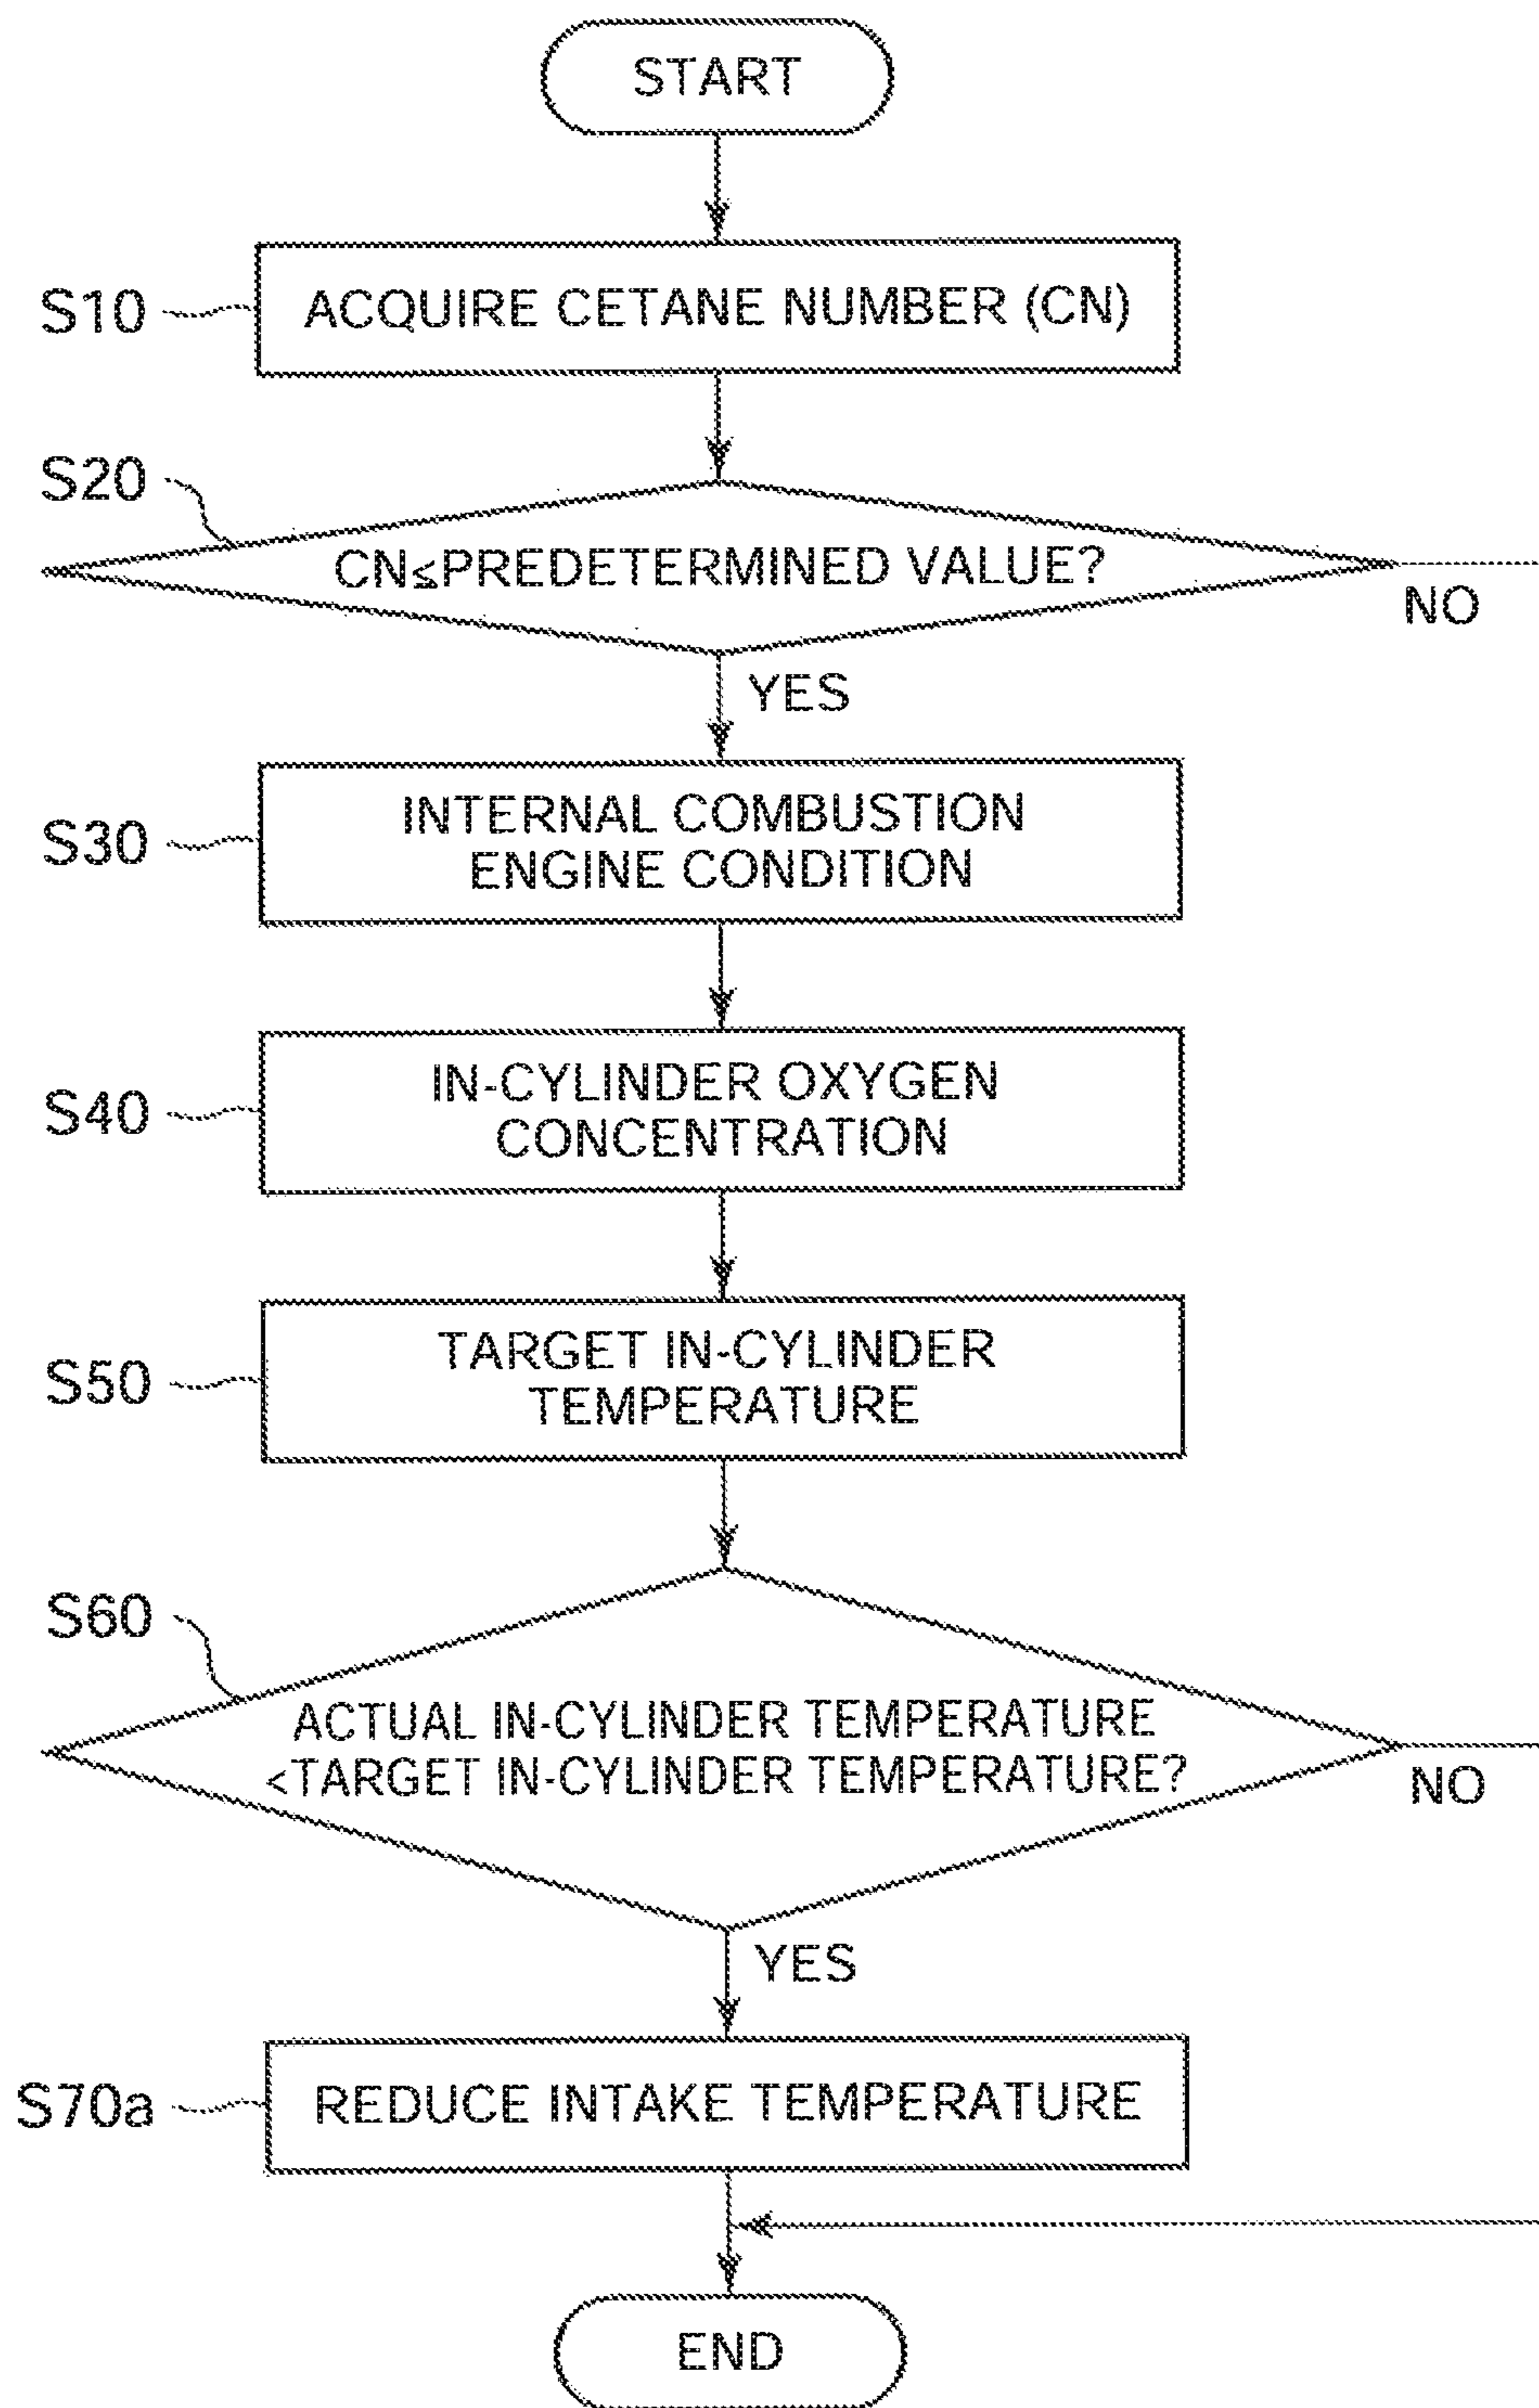 START
S10
ACQUIRE CETANE NUMBER (CN)
S20
CN≦PREDETERMINED VALUE?
NO
YES
S30
INTERNAL COMBUSTION
ENGINE CONDITION
S40
IN-CYLINDER OXYGEN
CONCENTRATION
S50
TARGET IN-CYLINDER
TEMPERATURE
S60
ACTUAL IN-CYLINDER TEMPERATURE
<TARGET IN-CYLINDER TEMPERATURE?
NO
YES
S70a
REDUCE INTAKE TEMPERATURE
END